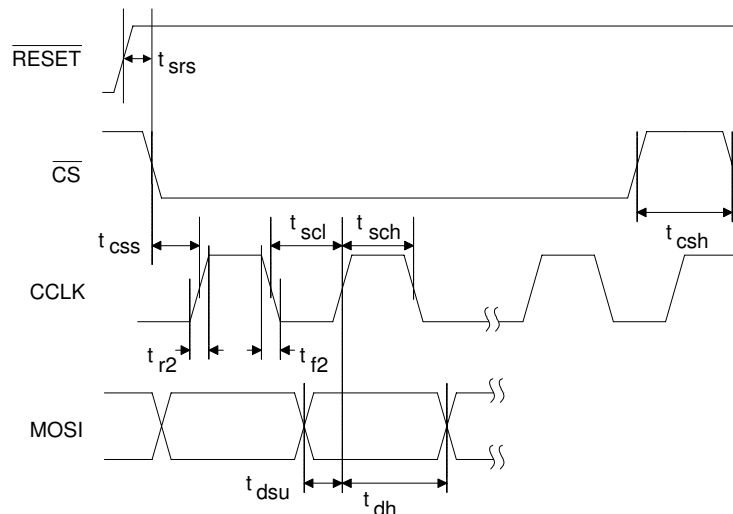 RESET
t srs
CS
t css
t scl
t sch
t csh
CCLK
t r2
t f2
MOSI
t dsu
t dh